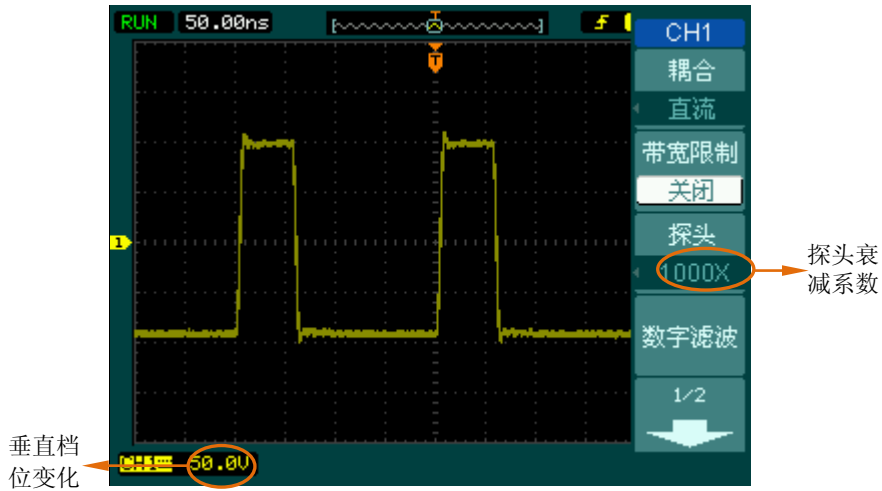 RUN 50.00ns
T
CH1
耦合
直流
带宽限制
关闭
探头
1000X
数字滤波
1/2
1
CH1 50.0V
探头衰
减系数
垂直档
位变化